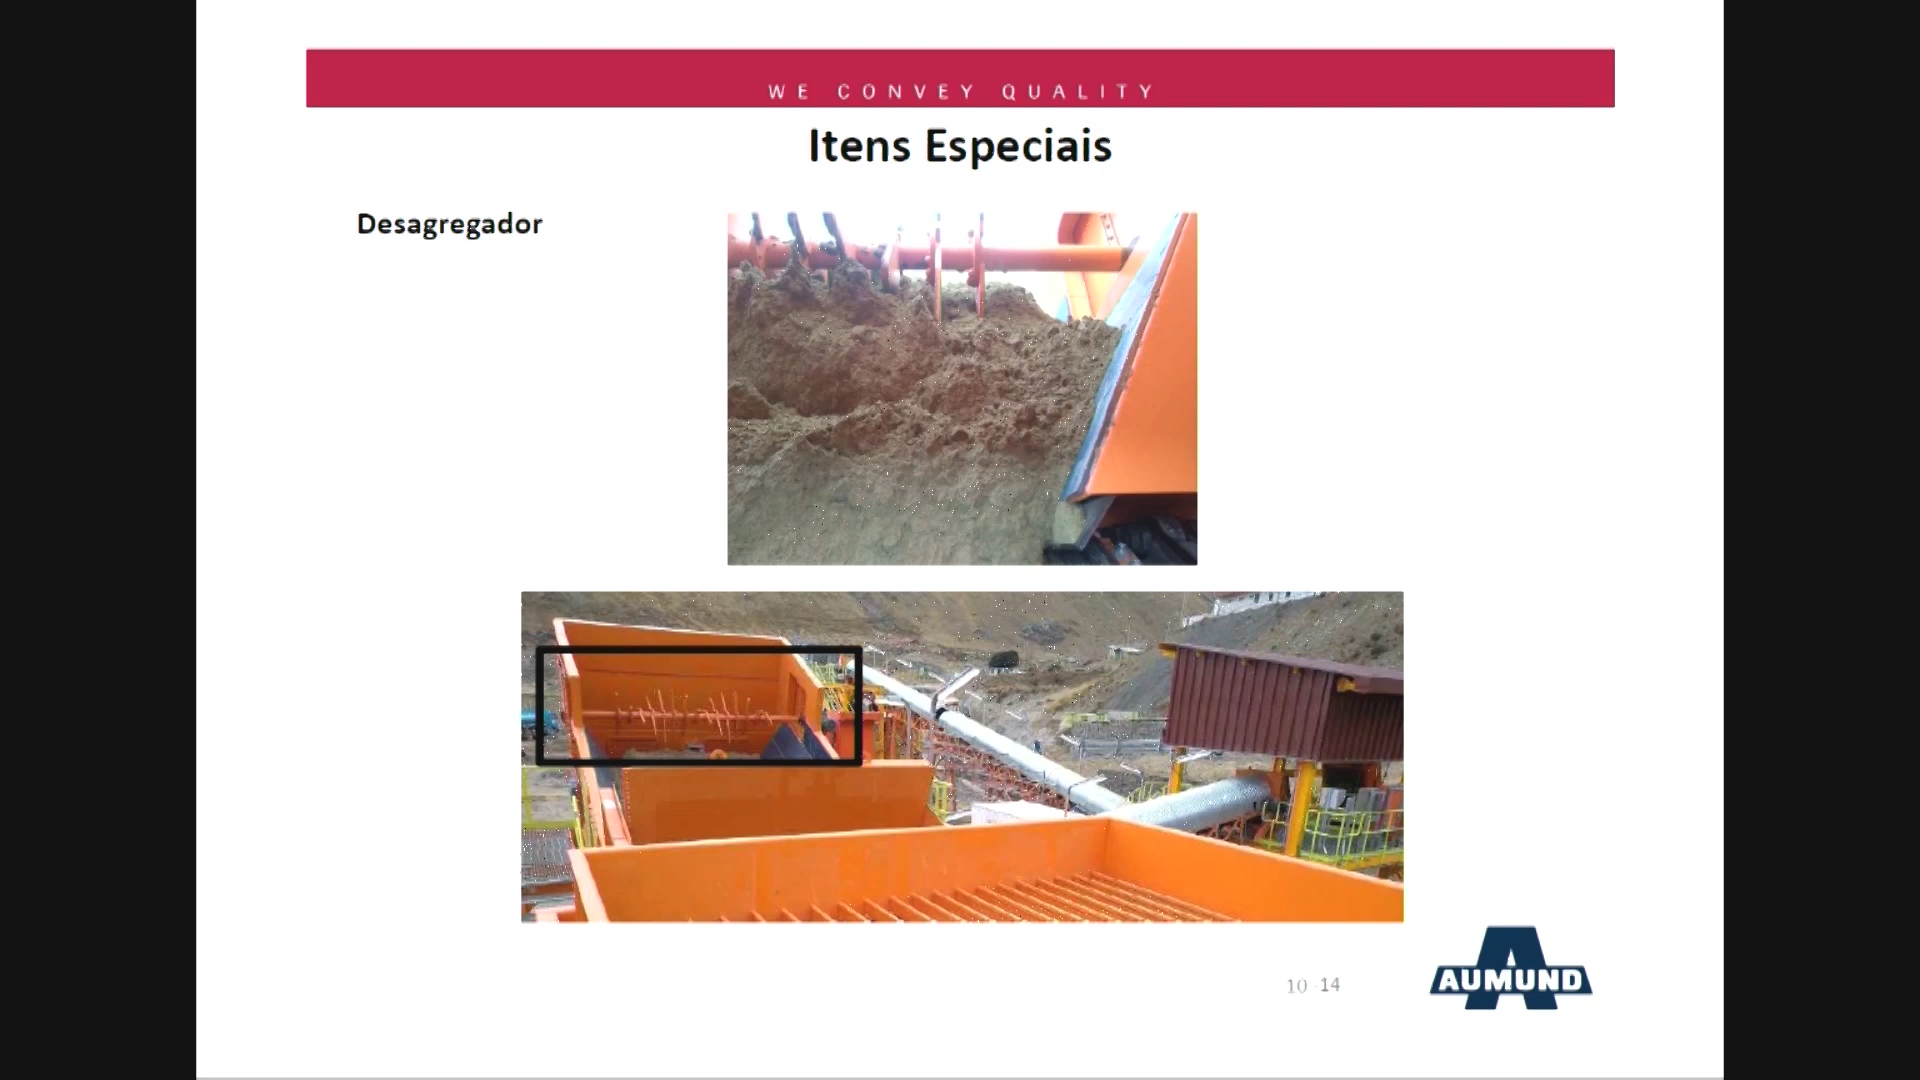 WE CONVEY QUALITY
Itens Especiais
Desagregador
10 14
AUMUND